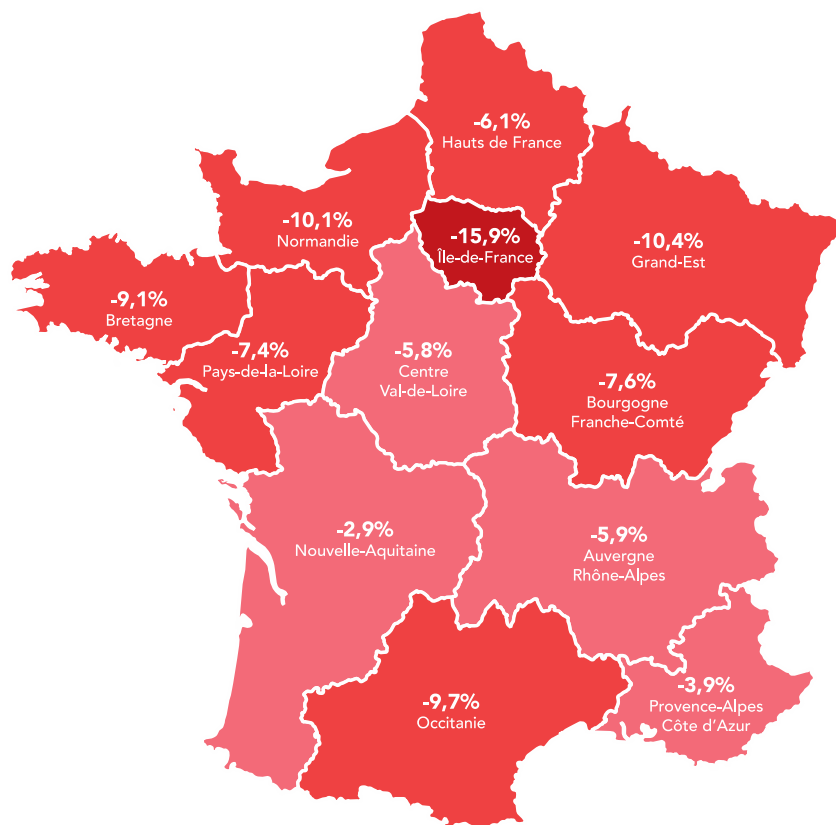 -6,1%
Hauts de France
-10,1%
Normandie
-15,9%
Île-de-France
-10,4%
Grand-Est
-9,1%
Bretagne
-7,4%
Pays-de-la-Loire
-5,8%
Centre
Val-de-Loire
-7,6%
Bourgogne
Franche-Comté
-2,9%
Nouvelle-Aquitaine
-5,9%
Auvergne
Rhône-Alpes
-9,7%
Occitanie
-3,9%
Provence-Alpes
Côte d'Azur